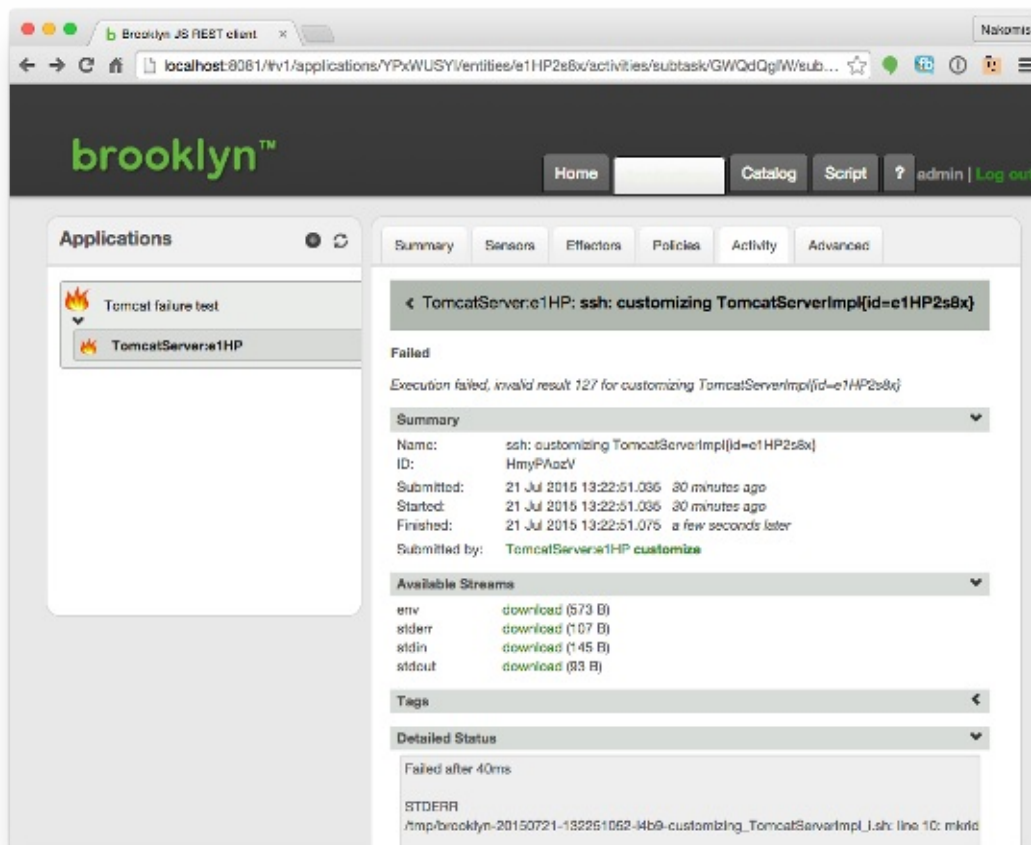 Brooklyn JS REST client ×
Nakomis
localhost:8081/#v1/applications/YPxWUSYl/entities/e1HP2s8x/activities/subtask/GWQdQglW/sub...
brooklyn™
Home
Catalog
Script
?
admin | Log out
Applications
Tomcat failure test
TomcatServer:e1HP
Summary
Sensors
Effectors
Policies
Activity
Advanced
TomcatServer:e1HP: ssh: customizing TomcatServerImpl{id=e1HP2s8x}
Failed
Execution failed, invalid result 127 for customizing TomcatServerImpl{id=e1HP2s8x}
Summary
Name: ssh: customizing TomcatServerImpl{id=e1HP2s8x}
ID: HmyPAozV
Submitted: 21 Jul 2015 13:22:51.035 30 minutes ago
Started: 21 Jul 2015 13:22:51.035 30 minutes ago
Finished: 21 Jul 2015 13:22:51.075 a few seconds later
Submitted by: TomcatServer:e1HP customize
Available Streams
env download (573 B)
stderr download (107 B)
stdin download (145 B)
stdout download (93 B)
Tags
Detailed Status
Failed after 40ms
STDERR
/tmp/brooklyn-20150721-132251052-l4b9-customizing_TomcatServerImpl_i.sh: line 10: mkrid